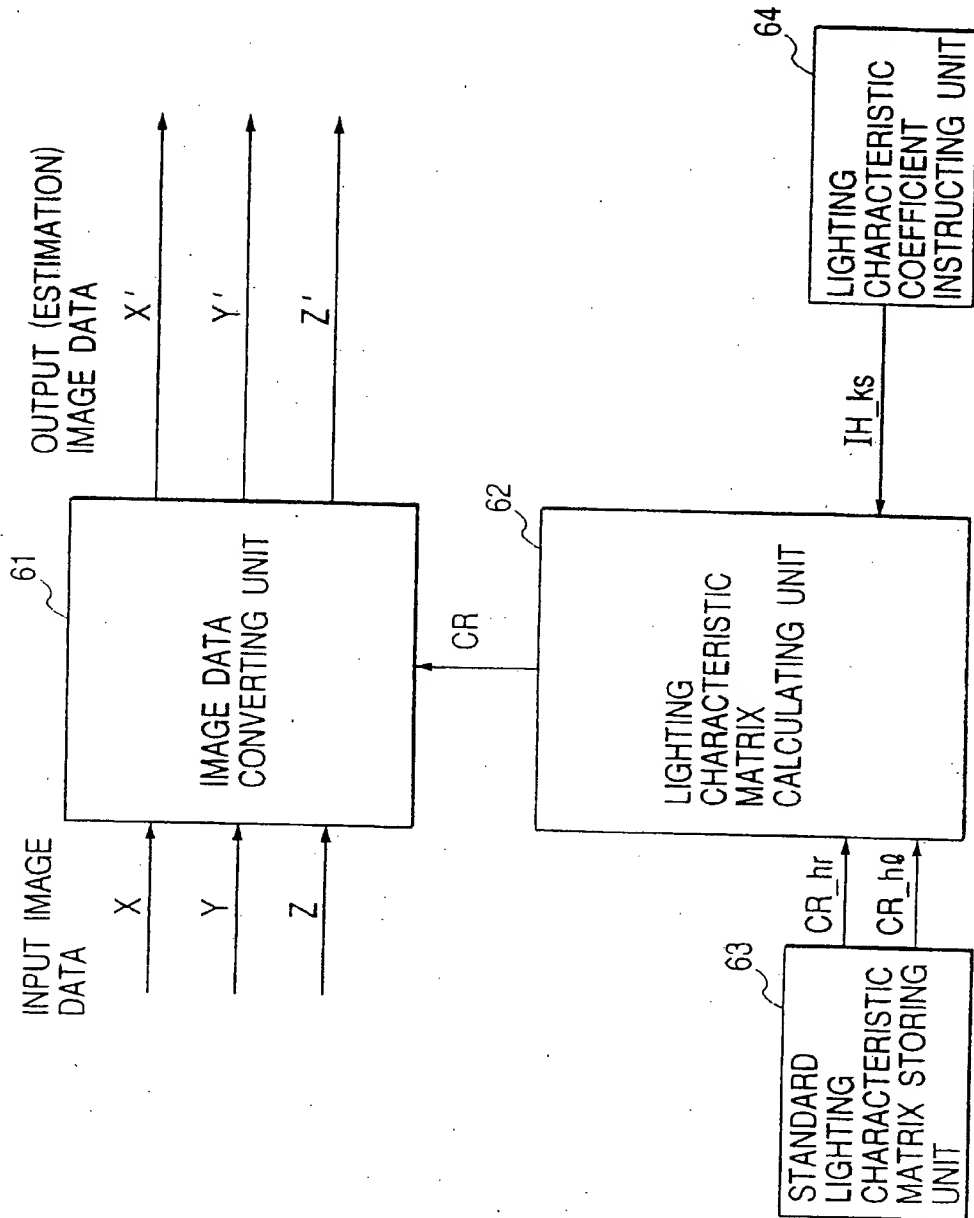 INPUT IMAGE
DATA
X
Y
Z
61
IMAGE DATA
CONVERTING UNIT
OUTPUT (ESTIMATION)
IMAGE DATA
X'
Y'
Z'
CR
62
LIGHTING
CHARACTERISTIC
MATRIX
CALCULATING UNIT
63
STANDARD
LIGHTING
CHARACTERISTIC
MATRIX STORING
UNIT
CR_hr
CR_hℓ
IH_ks
64
LIGHTING
CHARACTERISTIC
COEFFICIENT
INSTRUCTING UNIT